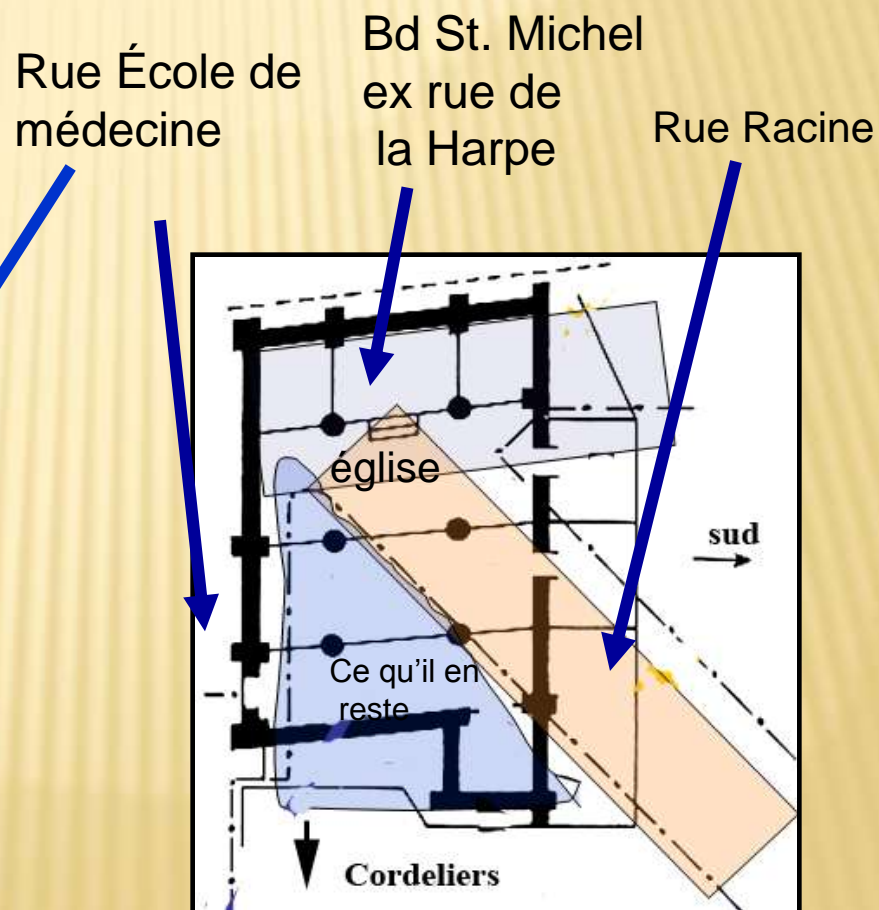 Rue École de
médecine
Bd St. Michel
ex rue de
la Harpe
Rue Racine
église
sud
Ce qu'il en
reste
Cordeliers